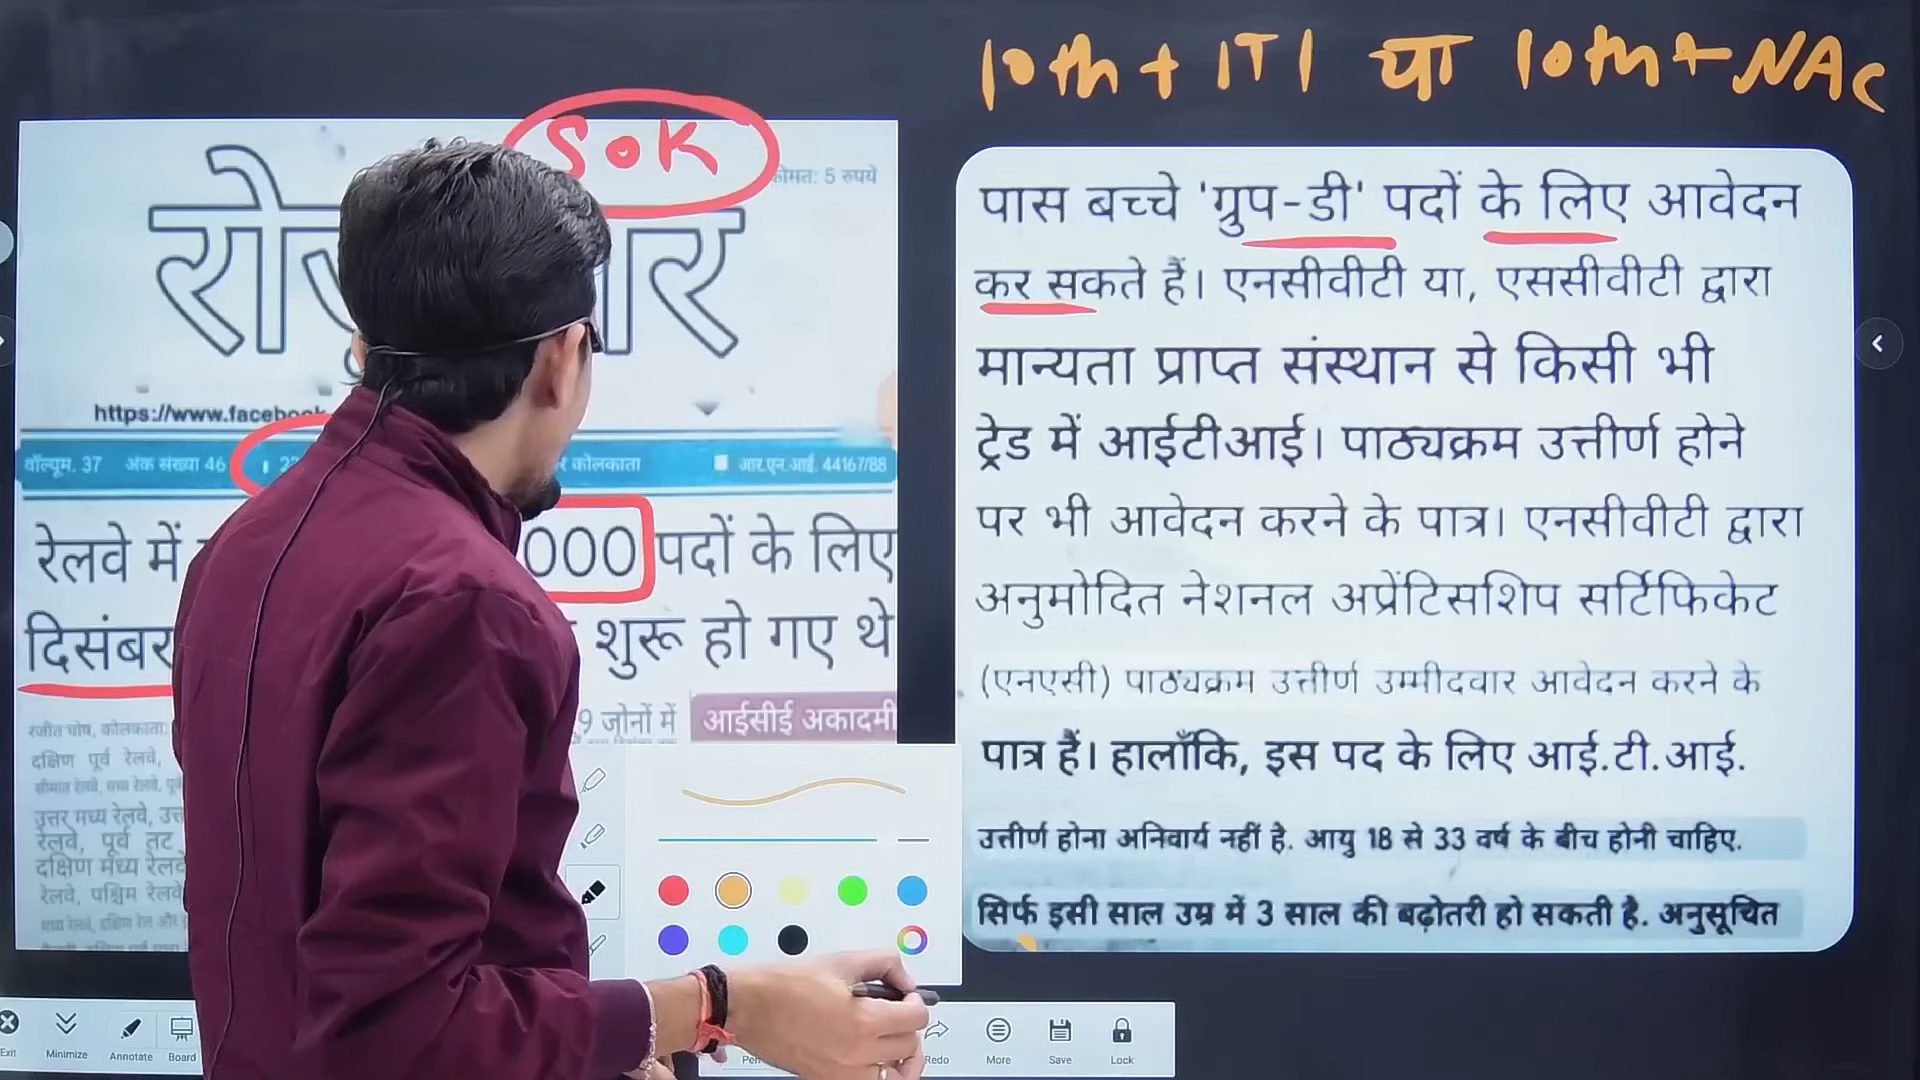 10th + ITI या 10th + NAC
SOK
कीमत: 5 रुपये
https://www.facebook
वॉल्यूम. 37 अंक संख्या 46 कोलकाता आर.एन.आई. 44167/88
रेलवे में 000 पदों के लिए
दिसंबर शुरू हो गए थे
रंजीत घोष, कोलकाता: 9 जोनों में आईसीई अकादमी
दक्षिण पूर्व रेलवे,
सीमांत रेलवे, मध्य रेलवे,
उत्तर मध्य रेलवे,
रेलवे, पूर्व तट
दक्षिण मध्य
रेलवे, पश्चिम
पास बच्चे 'ग्रुप-डी' पदों के लिए आवेदन
कर सकते हैं। एनसीवीटी या, एससीवीटी द्वारा
मान्यता प्राप्त संस्थान से किसी भी
ट्रेड में आईटीआई। पाठ्यक्रम उत्तीर्ण होने
पर भी आवेदन करने के पात्र। एनसीवीटी द्वारा
अनुमोदित नेशनल अप्रेंटिसशिप सर्टिफिकेट
(एनएसी) पाठ्यक्रम उत्तीर्ण उम्मीदवार आवेदन करने के
पात्र हैं। हालाँकि, इस पद के लिए आई.टी.आई.
उत्तीर्ण होना अनिवार्य नहीं है. आयु 18 से 33 वर्ष के बीच होनी चाहिए.
सिर्फ इसी साल उम्र में 3 साल की बढ़ोतरी हो सकती है. अनुसूचित
Minimize Annotate Board Redo More Save Lock